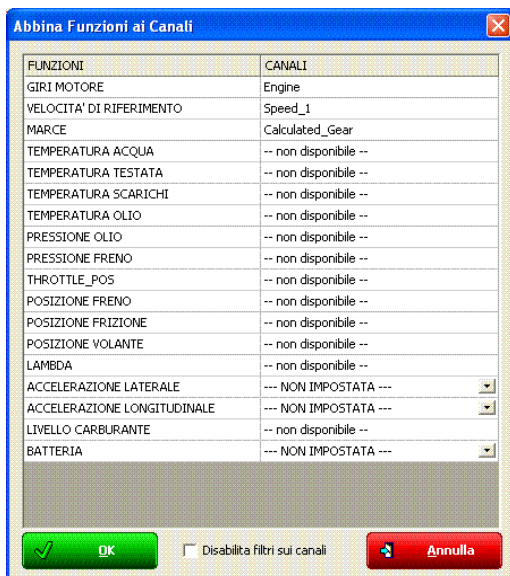 Abbina Funzioni ai Canali
FUNZIONI CANALI
GIRI MOTORE Engine
VELOCITA' DI RIFERIMENTO Speed_1
MARCE Calculated_Gear
TEMPERATURA ACQUA -- non disponibile --
TEMPERATURA TESTATA -- non disponibile --
TEMPERATURA SCARICHI -- non disponibile --
TEMPERATURA OLIO -- non disponibile --
PRESSIONE OLIO -- non disponibile --
PRESSIONE FRENO -- non disponibile --
THROTTLE_POS -- non disponibile --
POSIZIONE FRENO -- non disponibile --
POSIZIONE FRIZIONE -- non disponibile --
POSIZIONE VOLANTE -- non disponibile --
LAMBDA -- non disponibile --
ACCELERAZIONE LATERALE --- NON IMPOSTATA ---
ACCELERAZIONE LONGITUDINALE --- NON IMPOSTATA ---
LIVELLO CARBURANTE -- non disponibile --
BATTERIA --- NON IMPOSTATA ---
OK Disabilita filtri sui canali Annulla